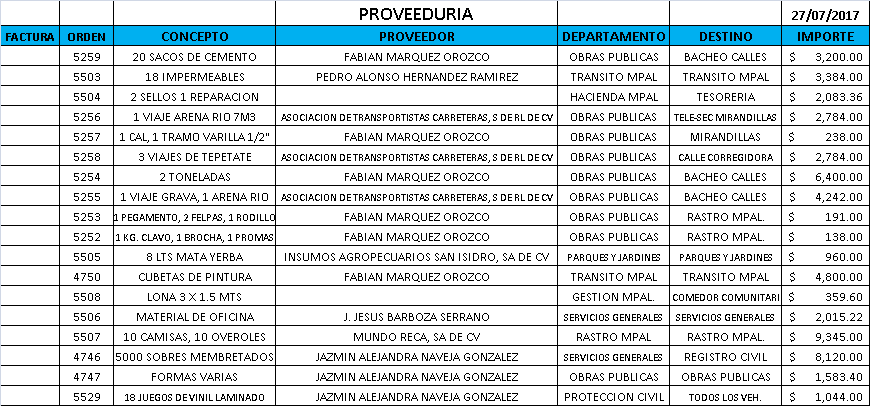 PROVEEDURIA 27/07/2017
FACTURA ORDEN CONCEPTO PROVEEDOR DEPARTAMENTO DESTINO IMPORTE
5259 20 SACOS DE CEMENTO FABIAN MARQUEZ OROZCO OBRAS PUBLICAS BACHEO CALLES $ 3,200.00
5503 18 IMPERMEABLES PEDRO ALONSO HERNANDEZ RAMIREZ TRANSITO MPAL TRANSITO MPAL $ 3,384.00
5504 2 SELLOS 1 REPARACION HACIENDA MPAL TESORERIA $ 2,083.36
5256 1 VIAJE ARENA RIO 7M3 ASOCIACION DE TRANSPORTISTAS CARRETERAS, S DE RL DE CV OBRAS PUBLICAS TELE-SEC MIRANDILLAS $ 2,784.00
5257 1 CAL, 1 TRAMO VARILLA 1/2" FABIAN MARQUEZ OROZCO OBRAS PUBLICAS MIRANDILLAS $ 238.00
5258 3 VIAJES DE TEPETATE ASOCIACION DE TRANSPORTISTAS CARRETERAS, S DE RL DE CV OBRAS PUBLICAS CALLE CORREGIDORA $ 2,784.00
5254 2 TONELADAS FABIAN MARQUEZ OROZCO OBRAS PUBLICAS BACHEO CALLES $ 6,400.00
5255 1 VIAJE GRAVA, 1 ARENA RIO ASOCIACION DE TRANSPORTISTAS CARRETERAS, S DE RL DE CV OBRAS PUBLICAS BACHEO CALLES $ 4,242.00
5253 1 PEGAMENTO, 2 FELPAS, 1 RODILLO FABIAN MARQUEZ OROZCO OBRAS PUBLICAS RASTRO MPAL. $ 191.00
5252 1 KG. CLAVO, 1 BROCHA, 1 PROMAS FABIAN MARQUEZ OROZCO OBRAS PUBLICAS RASTRO MPAL. $ 138.00
5505 8 LTS MATA YERBA INSUMOS AGROPECUARIOS SAN ISIDRO, SA DE CV PARQUES Y JARDINES PARQUES Y JARDINES $ 960.00
4750 CUBETAS DE PINTURA FABIAN MARQUEZ OROZCO TRANSITO MPAL TRANSITO MPAL $ 4,800.00
5508 LONA 3 X 1.5 MTS GESTION MPAL. COMEDOR COMUNITARI $ 359.60
5506 MATERIAL DE OFICINA J. JESUS BARBOZA SERRANO SERVICIOS GENERALES SERVICIOS GENERALES $ 2,015.22
5507 10 CAMISAS, 10 OVEROLES MUNDO RECA, SA DE CV RASTRO MPAL RASTRO MPAL. $ 9,345.00
4746 5000 SOBRES MEMBRETADOS JAZMIN ALEJANDRA NAVEJA GONZALEZ SERVICIOS GENERALES REGISTRO CIVIL $ 8,120.00
4747 FORMAS VARIAS JAZMIN ALEJANDRA NAVEJA GONZALEZ OBRAS PUBLICAS OBRAS PUBLICAS $ 1,583.40
5529 18 JUEGOS DE VINIL LAMINADO JAZMIN ALEJANDRA NAVEJA GONZALEZ PROTECCION CIVIL TODOS LOS VEH. $ 1,044.00